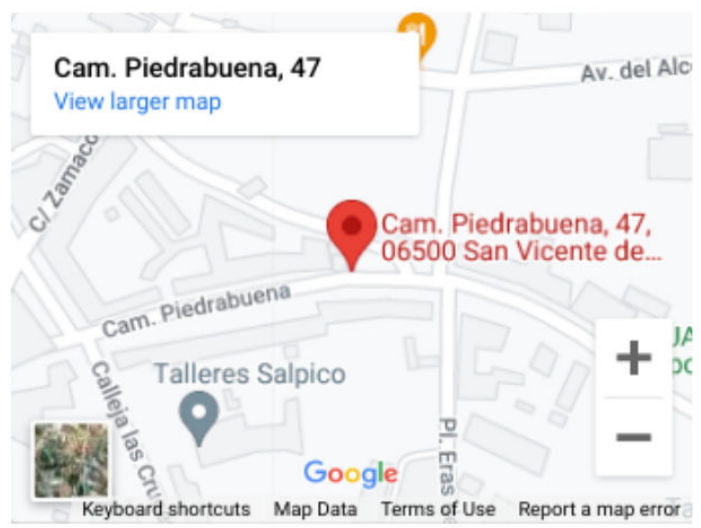 Cam. Piedrabuena, 47
View larger map
Av. del Alc
C/ Zamaco
Cam. Piedrabuena, 47,
06500 San Vicente de...
Cam. Piedrabuena
Talleres Salpico
Calleja las Cru
Pl. Eras
+
−
Google
Keyboard shortcuts
Map Data
Terms of Use
Report a map error